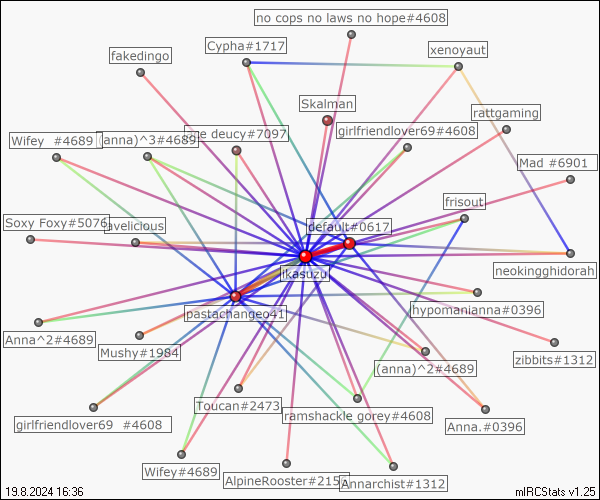 no cops no laws no hope#4608
Cypha#1717
xenoyaut
fakedingo
Skalman
rattgaming
Wifey #4689
(anna)^3#4689
deucy#7097
girlfriendlover69#4608
Mad #6901
frisout
Soxy Foxy#5076
default#0617
neokingghidorah
ikasuzu
pastachangeo41
hypomanianna#0396
Anna^2#4689
Mushy#1984
zibbits#1312
(anna)^2#4689
Toucan#2473
ramshackle gorey#4608
girlfriendlover69 #4608
Anna.#0396
Wifey#4689
AlpineRooster#215
Annarchist#1312
19.8.2024 16:36
mIRCStats v1.25